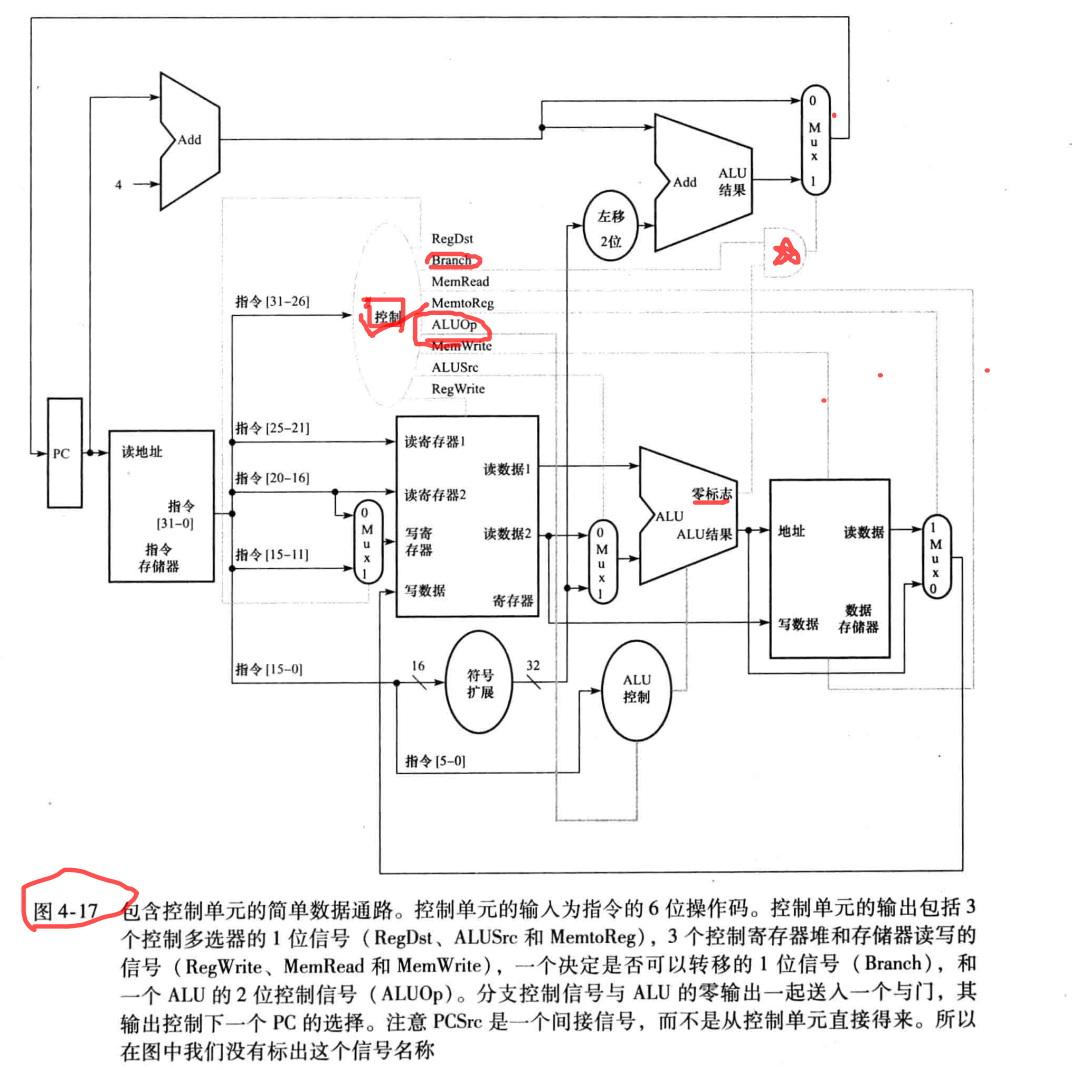 0
M
u
x
1
Add
4
Add
ALU
结果
左移
2位
RegDst
Branch
MemRead
MemtoReg
ALUOp
MemWrite
ALUSrc
RegWrite
指令 [31-26]
控制
PC
读地址
指令
[31-0]
指令
存储器
指令 [25-21]
指令 [20-16]
指令 [15-11]
0
M
u
x
1
读寄存器1
读寄存器2
写寄
存器
写数据
读数据1
读数据2
寄存器
0
M
u
x
1
零标志
ALU
ALU结果
地址
读数据
写数据
数据
存储器
1
M
u
x
0
指令 [15-0]
16
符号
扩展
32
ALU
控制
指令 [5-0]
图 4-17 包含控制单元的简单数据通路。控制单元的输入为指令的 6 位操作码。控制单元的输出包括 3
个控制多选器的 1 位信号（RegDst、ALUSrc 和 MemtoReg），3 个控制寄存器堆和存储器读写的
信号（RegWrite、MemRead 和 MemWrite），一个决定是否可以转移的 1 位信号（Branch），和
一个 ALU 的 2 位控制信号（ALUOp）。分支控制信号与 ALU 的零输出一起送入一个与门，其
输出控制下一个 PC 的选择。注意 PCSrc 是一个间接信号，而不是从控制单元直接得来。所以
在图中我们没有标出这个信号名称